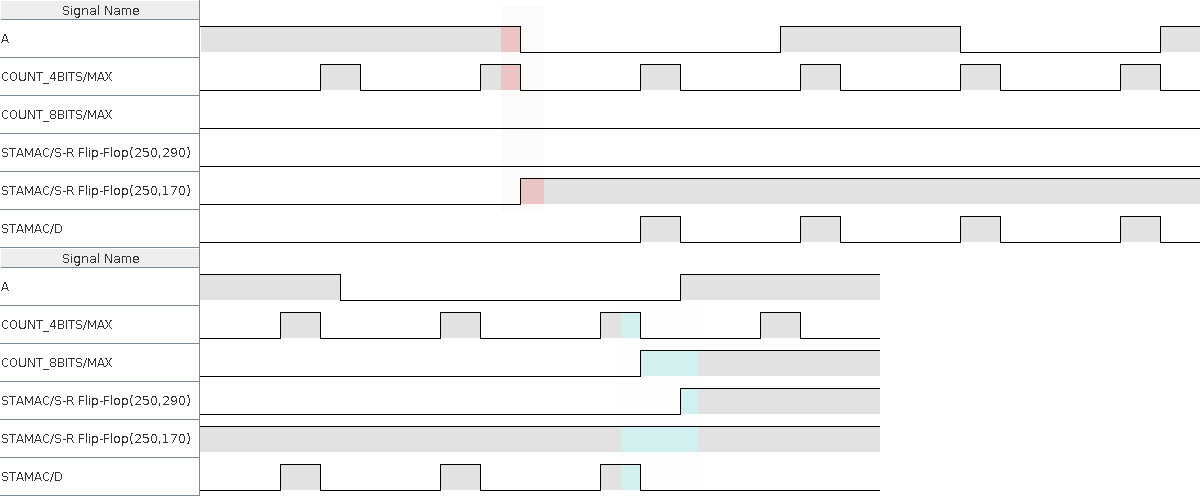 Signal Name
A
COUNT_4BITS/MAX
COUNT_8BITS/MAX
STAMAC/S-R Flip-Flop(250,290)
STAMAC/S-R Flip-Flop(250,170)
STAMAC/D
Signal Name
A
COUNT_4BITS/MAX
COUNT_8BITS/MAX
STAMAC/S-R Flip-Flop(250,290)
STAMAC/S-R Flip-Flop(250,170)
STAMAC/D